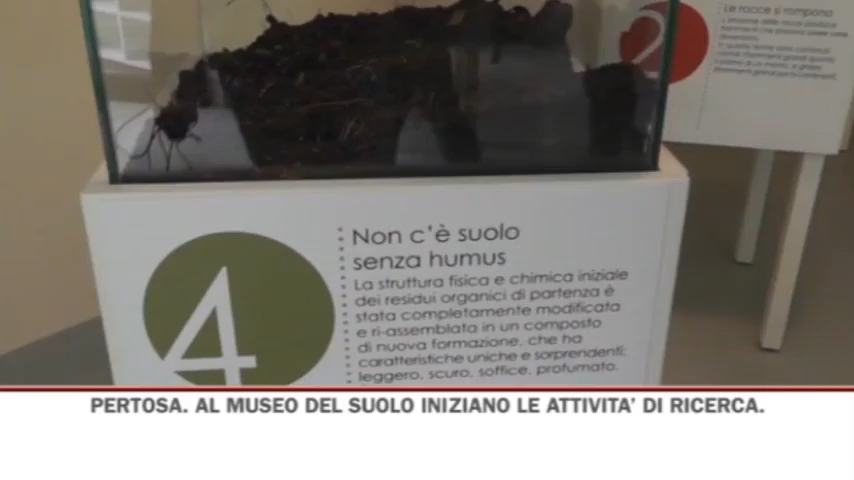 2
Le rocce si rompono
4
Non c'è suolo
senza humus
La struttura fisica e chimica iniziale
dei residui organici di partenza è
stata completamente modificata
e ri-assemblata in un composto
di nuova formazione, che ha
caratteristiche uniche e sorprendenti:
leggero, scuro, soffice, profumato.
PERTOSA. AL MUSEO DEL SUOLO INIZIANO LE ATTIVITA' DI RICERCA.